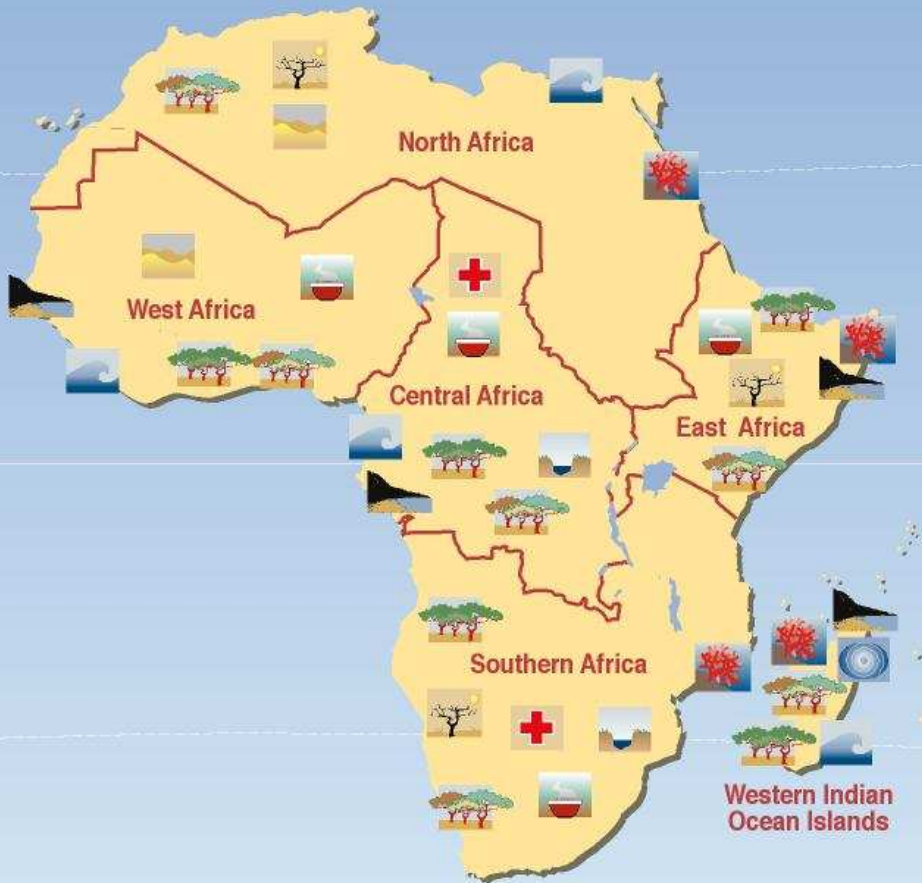 North Africa
West Africa
Central Africa
East Africa
Southern Africa
Western Indian
Ocean Islands